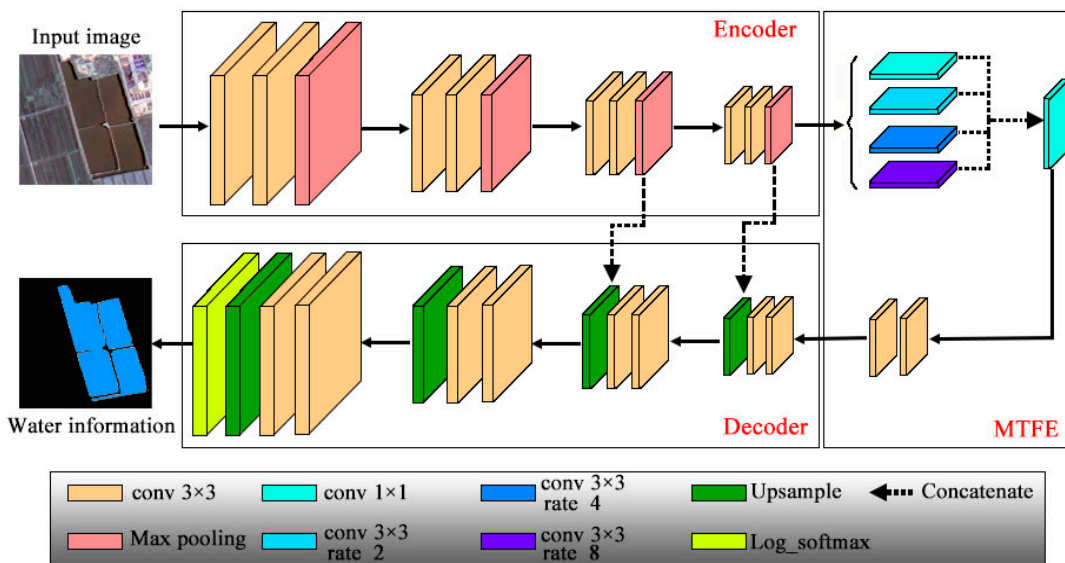 Input image
Encoder
Water information
Decoder
MTFE
conv 3×3
conv 1×1
conv 3×3
rate 4
Upsample
Concatenate
Max pooling
conv 3×3
rate 2
conv 3×3
rate 8
Log_softmax